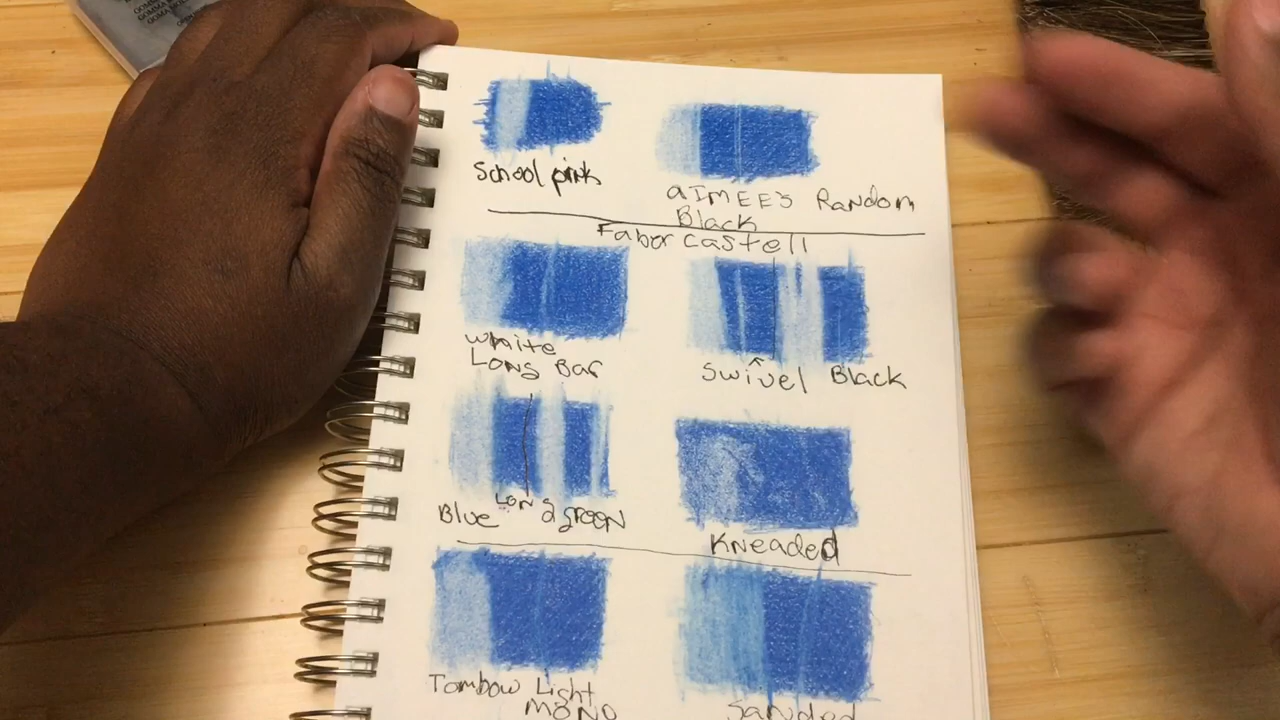 School pink
AIMEE'S Random
Black
Faber castell
White
LONG Bar
Swivel Black
Blue LONG green
Kneaded
Tombow Light
MONO
Sanded